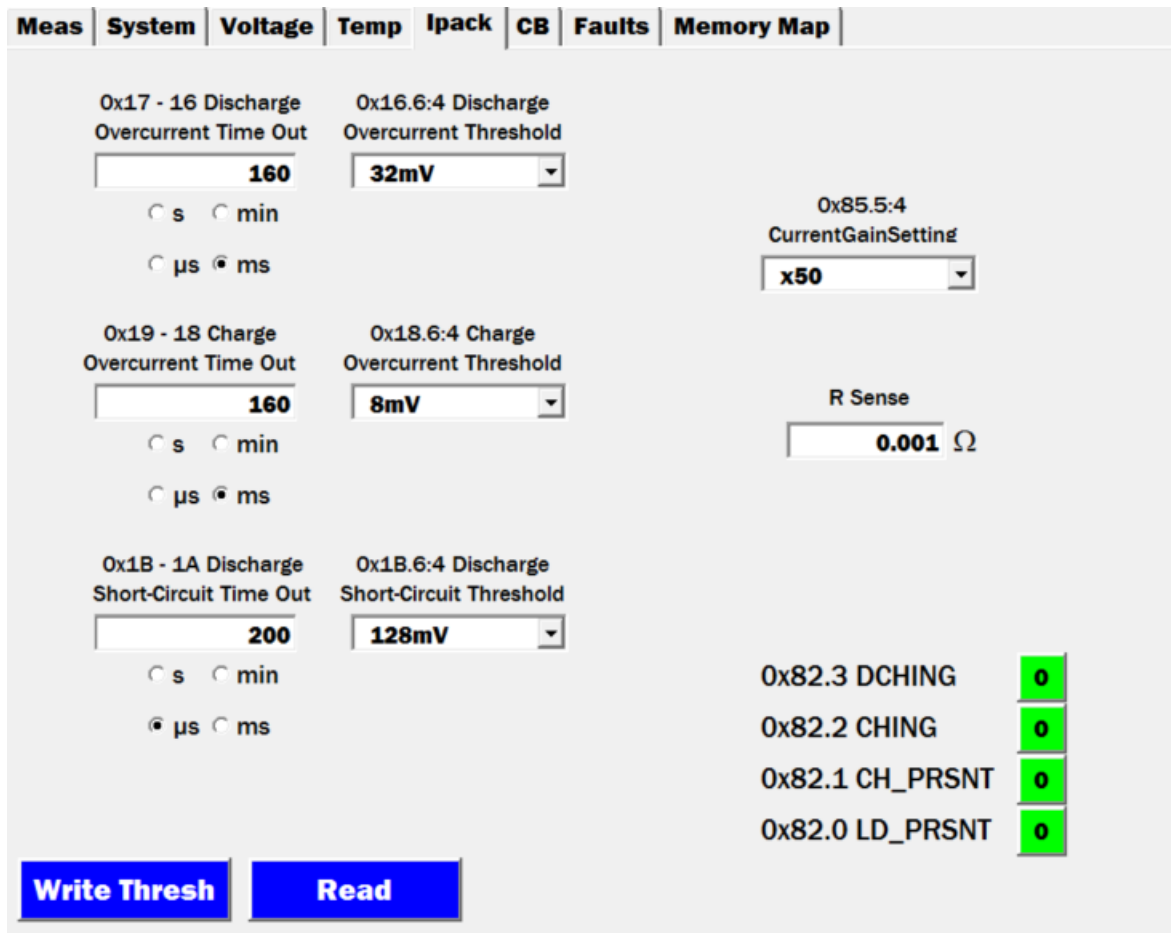 Meas System Voltage Temp Ipack CB Faults Memory Map
0x17 - 16 Discharge
Overcurrent Time Out
160
s min
µs ms
0x16.6:4 Discharge
Overcurrent Threshold
32mV
0x85.5:4
CurrentGainSetting
x50
0x19 - 18 Charge
Overcurrent Time Out
160
s min
µs ms
0x18.6:4 Charge
Overcurrent Threshold
8mV
R Sense
0.001 Ω
0x1B - 1A Discharge
Short-Circuit Time Out
200
s min
µs ms
0x1B.6:4 Discharge
Short-Circuit Threshold
128mV
0x82.3 DCHING 0
0x82.2 CHING 0
0x82.1 CH_PRSNT 0
0x82.0 LD_PRSNT 0
Write Thresh Read